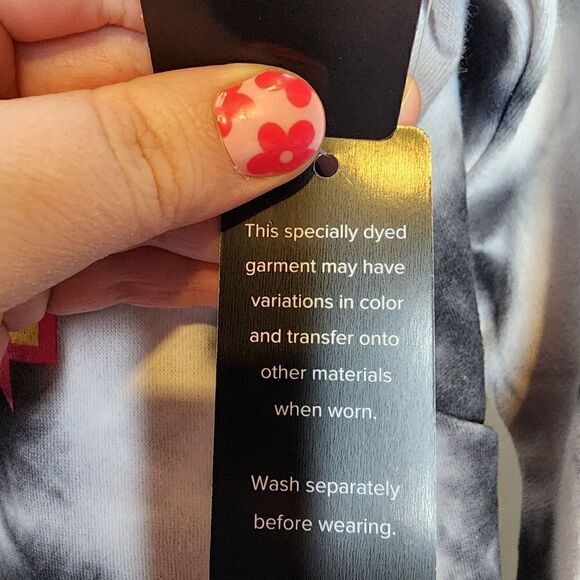 This specially dyed
garment may have
variations in color
and transfer onto
other materials
when worn.
Wash separately
before wearing.